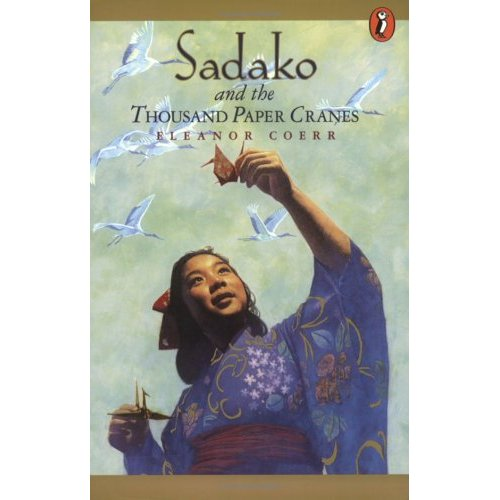 Sadako
and the
THOUSAND PAPER CRANES
ELEANOR COERR